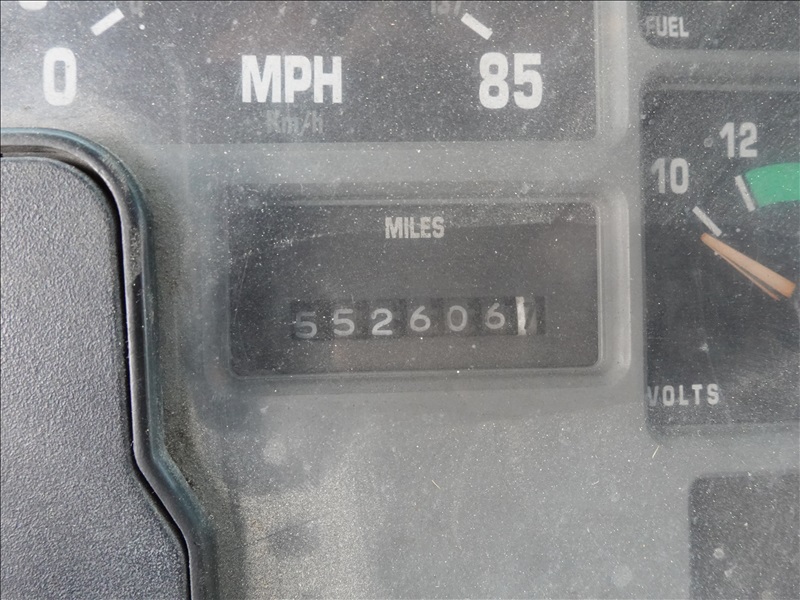 FUEL
0 MPH 85
Km/h
12
10
MILES
552606
VOLTS